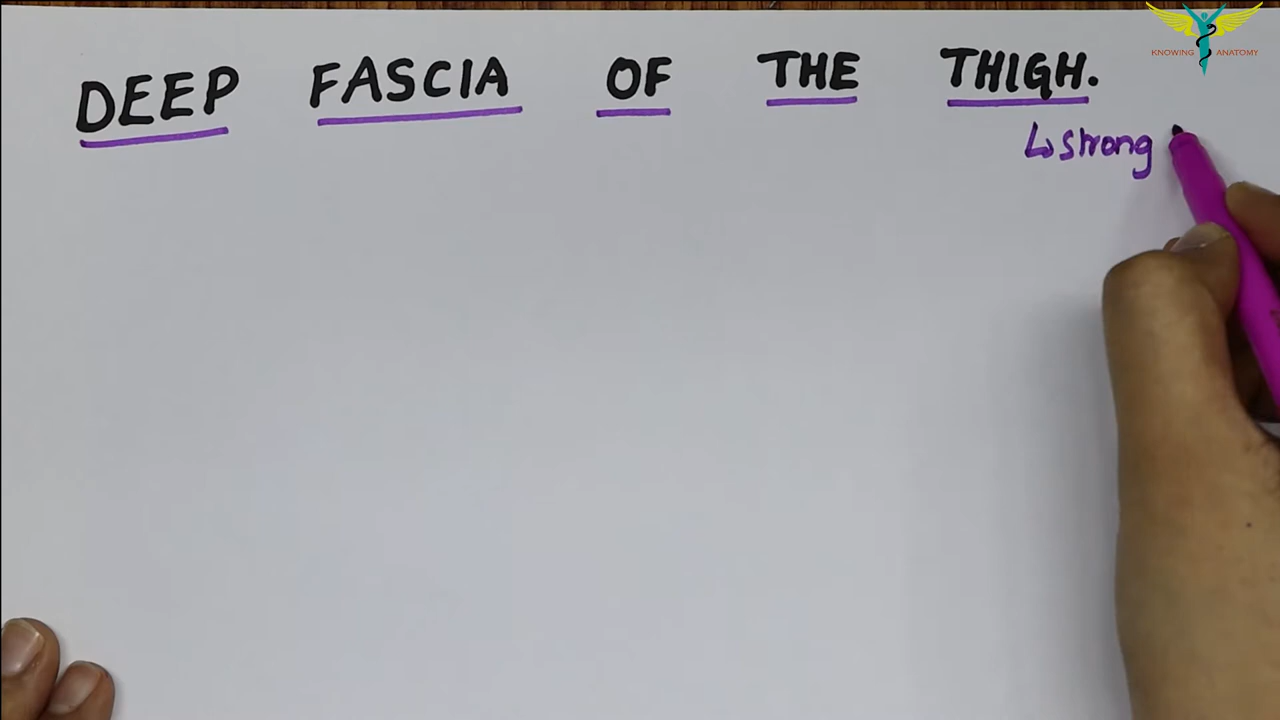 KNOWING ANATOMY
DEEP FASCIA OF THE THIGH.
↳ strong